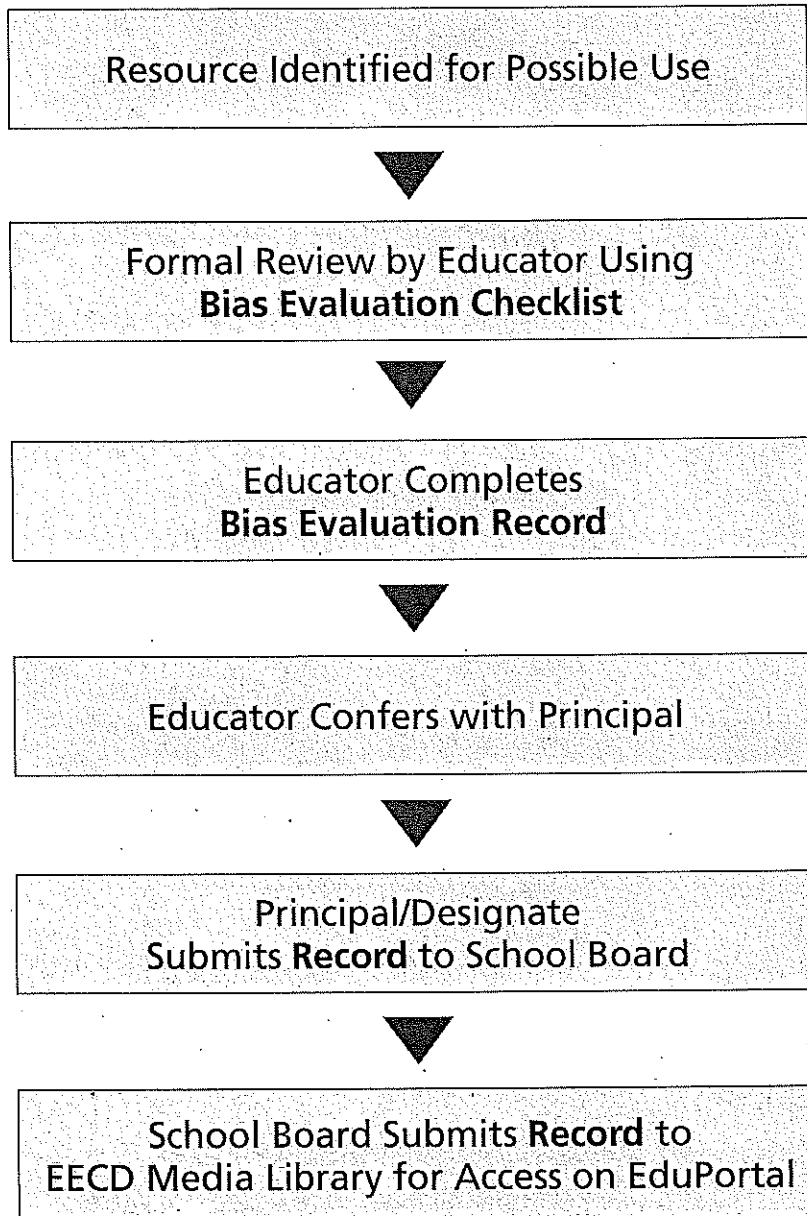 Resource Identified for Possible Use
Formal Review by Educator Using
Bias Evaluation Checklist
Educator Completes
Bias Evaluation Record
Educator Confers with Principal
Principal/Designate
Submits Record to School Board
School Board Submits Record to
EECD Media Library for Access on EduPortal